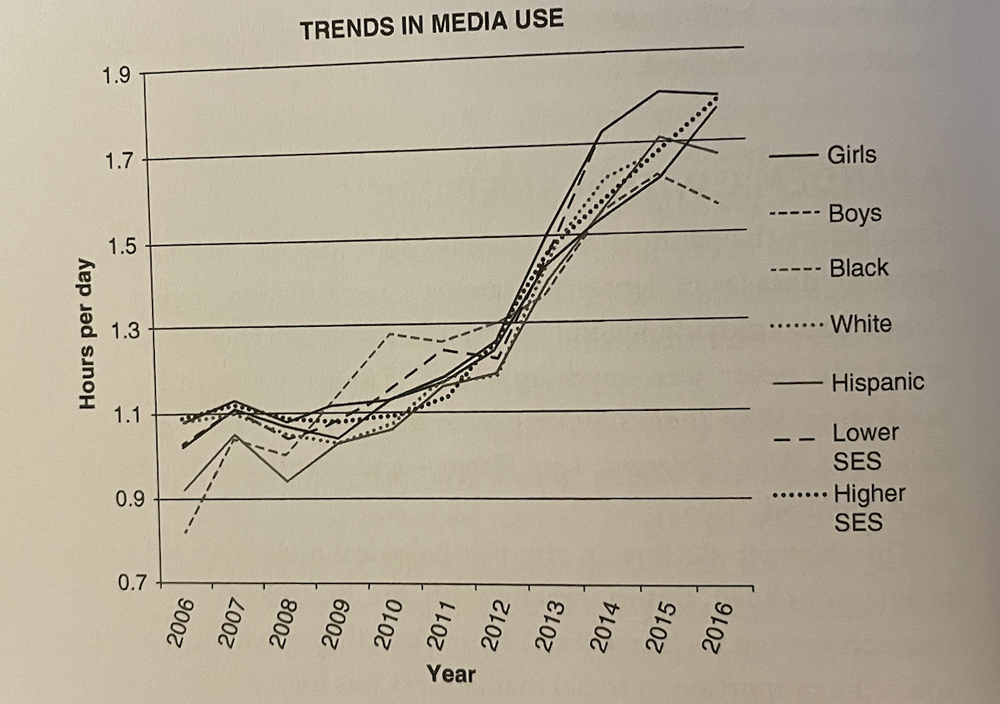 TRENDS IN MEDIA USE
1.9
1.7
1.5
1.3
1.1
0.9
0.7
Hours per day
2006
2007
2008
2009
2010
2011
2012
2013
2014
2015
2016
Year
Girls
Boys
Black
White
Hispanic
Lower
SES
Higher
SES